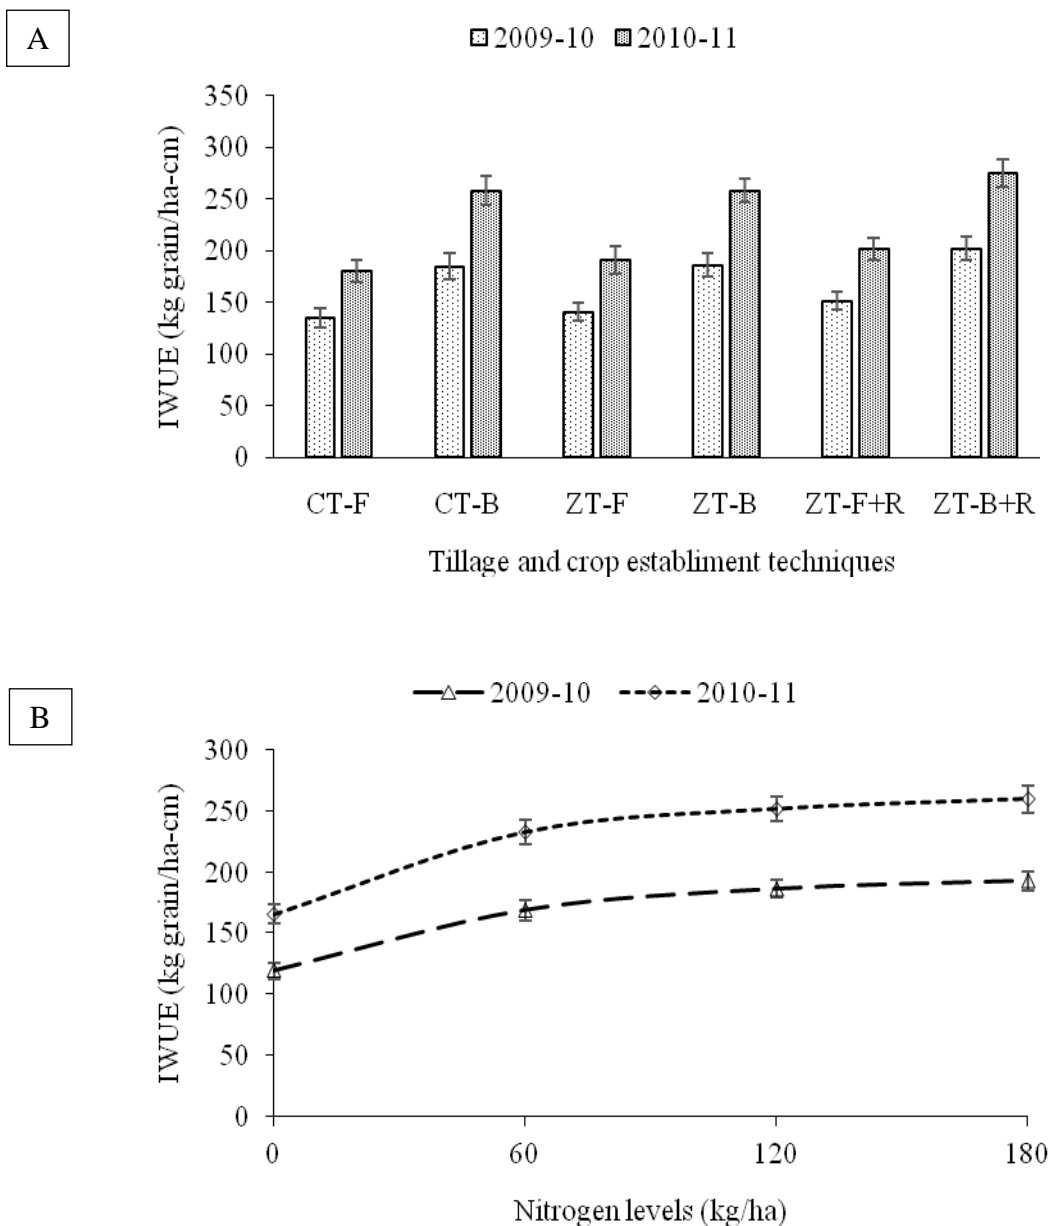 A
2009-10 2010-11
350
300
250
200
150
100
50
0
IWUE (kg grain/ha-cm)
CT-F CT-B ZT-F ZT-B ZT-F+R ZT-B+R
Tillage and crop establiment techniques
B
2009-10 2010-11
300
250
200
150
100
50
0
IWUE (kg grain/ha-cm)
0 60 120 180
Nitrogen levels (kg/ha)